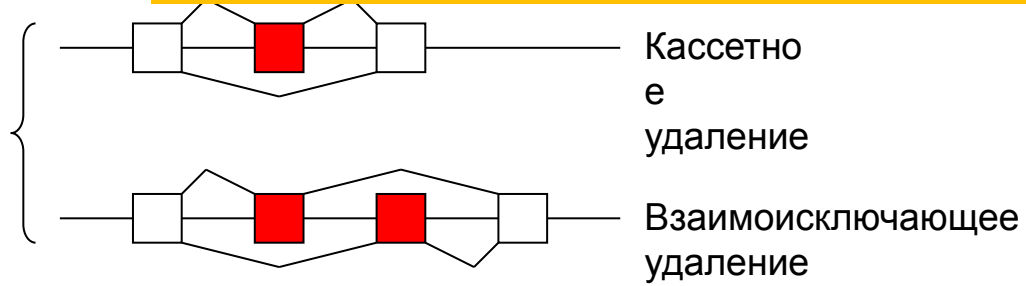 Кассетно
е
удаление
Взаимоисключающее
удаление